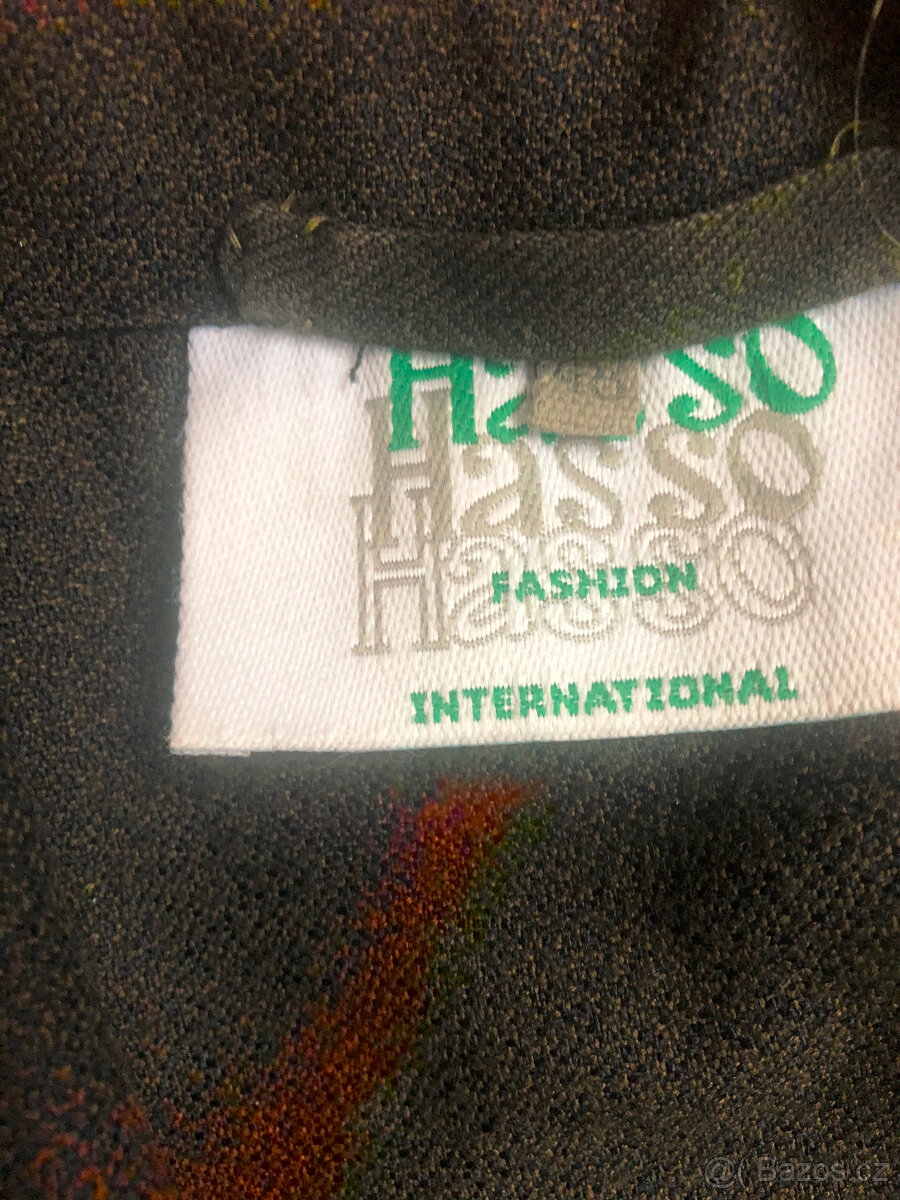 Hasso
Hasso
Hasso
FASHION
INTERNATIONAL
@( Bazos.cz